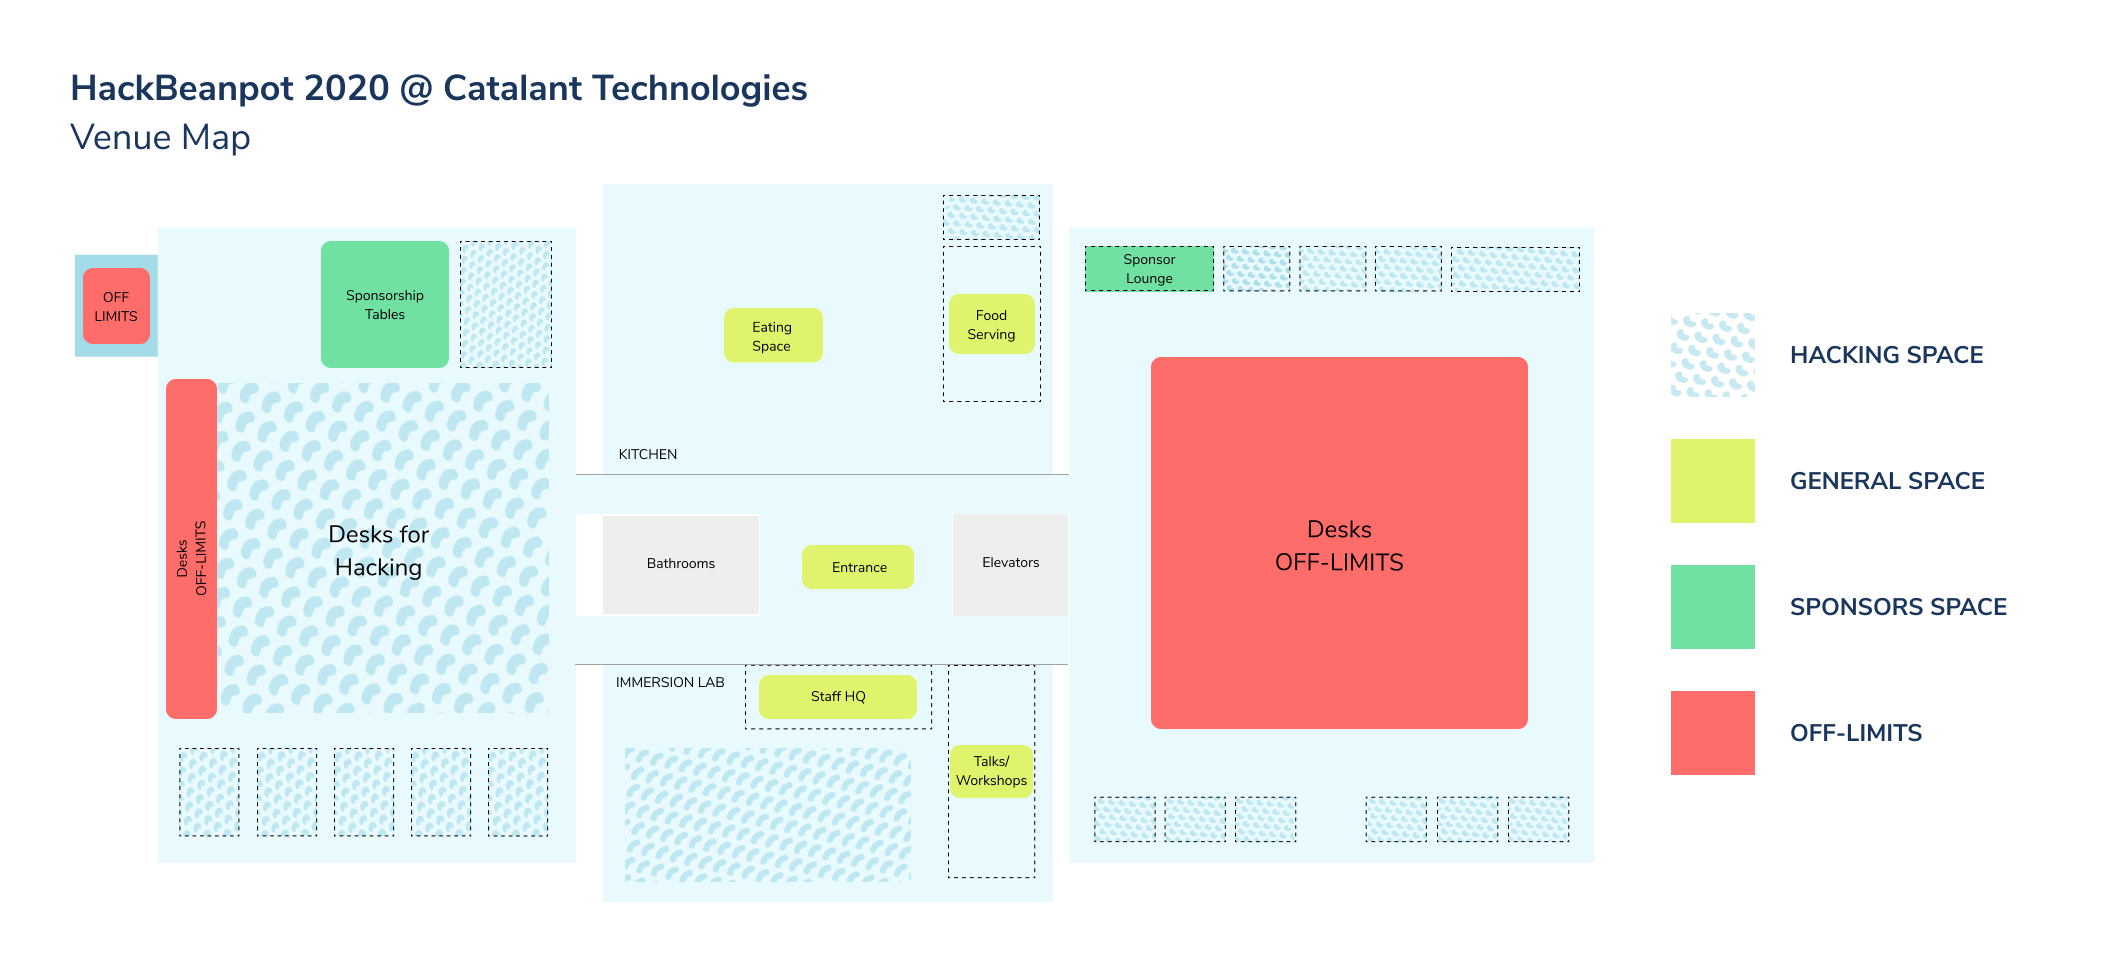 HackBeanpot 2020 @ Catalant Technologies
Venue Map
OFF
LIMITS
Sponsorship
Tables
Desks
OFF-LIMITS
Desks for
Hacking
Eating
Space
Food
Serving
KITCHEN
Bathrooms
Entrance
Elevators
IMMERSION LAB
Staff HQ
Talks/
Workshops
Sponsor
Lounge
Desks
OFF-LIMITS
HACKING SPACE
GENERAL SPACE
SPONSORS SPACE
OFF-LIMITS